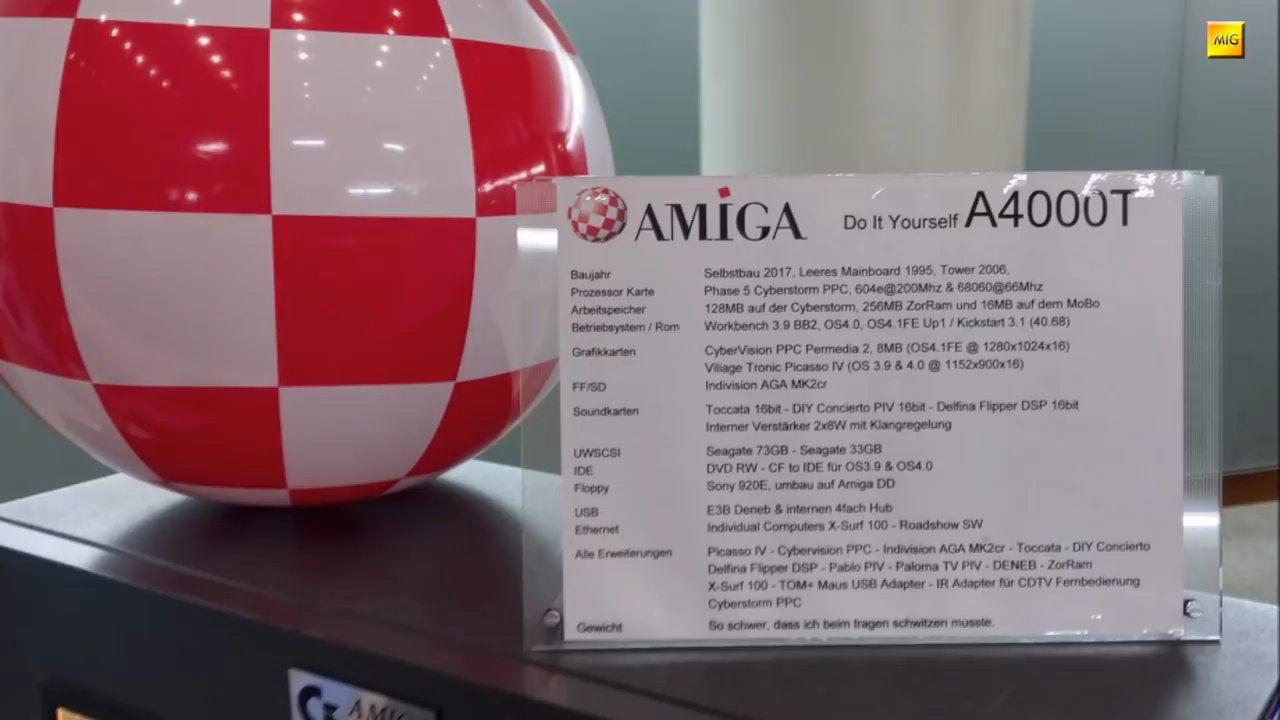 MiG
AMIGA Do It Yourself A4000T
Baujahr Selbstbau 2017, Leeres Mainboard 1995, Tower 2006,
Prozessor Karte Phase 5 Cyberstorm PPC, 604e@200Mhz & 68060@66Mhz
Arbeitspeicher 128MB auf der Cyberstorm, 256MB ZorRam und 16MB auf dem MoBo
Betriebsystem / Rom Workbench 3.9 BB2, OS4.0, OS4.1FE Up1 / Kickstart 3.1 (40.68)
Grafikkarten CyberVision PPC Permedia 2, 8MB (OS4.1FE @ 1280x1024x16)
Viliage Tronic Picasso IV (OS 3.9 & 4.0 @ 1152x900x16)
FF/SD Indivision AGA MK2cr
Soundkarten Toccata 16bit - DIY Concierto PIV 16bit - Delfina Flipper DSP 16bit
Interner Verstärker 2x8W mit Klangregelung
UWSCSI Seagate 73GB - Seagate 33GB
IDE DVD RW - CF to IDE für OS3.9 & OS4.0
Floppy Sony 920E, umbau auf Amiga DD
USB E3B Deneb & internen 4fach Hub
Ethernet Individual Computers X-Surf 100 - Roadshow SW
Alle Erweiterungen Picasso IV - Cybervision PPC - Indivision AGA MK2cr - Toccata - DIY Concierto
Delfina Flipper DSP - Pablo PIV - Paloma TV PIV - DENEB - ZorRam
X-Surf 100 - TOM+ Maus USB Adapter - IR Adapter für CDTV Fernbedienung
Cyberstorm PPC
Gewicht So schwer, dass ich beim tragen schwitzen musste.
AMIGA